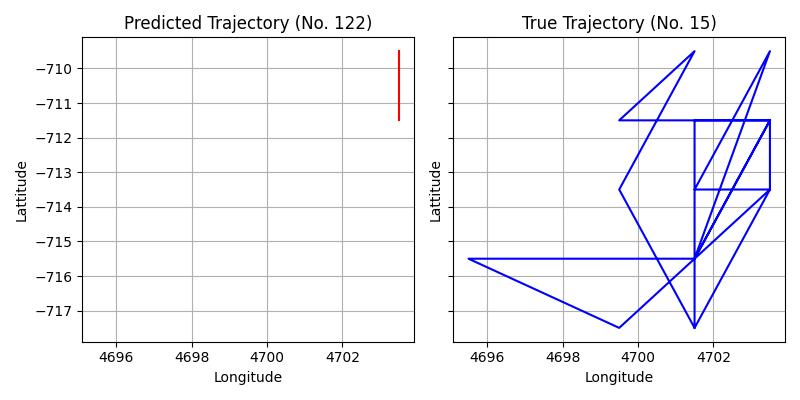 Predicted Trajectory (No. 122)
True Trajectory (No. 15)
−710
−711
−712
−713
−714
−715
−716
−717
Lattitude
Lattitude
4696
4698
4700
4702
4696
4698
4700
4702
Longitude
Longitude